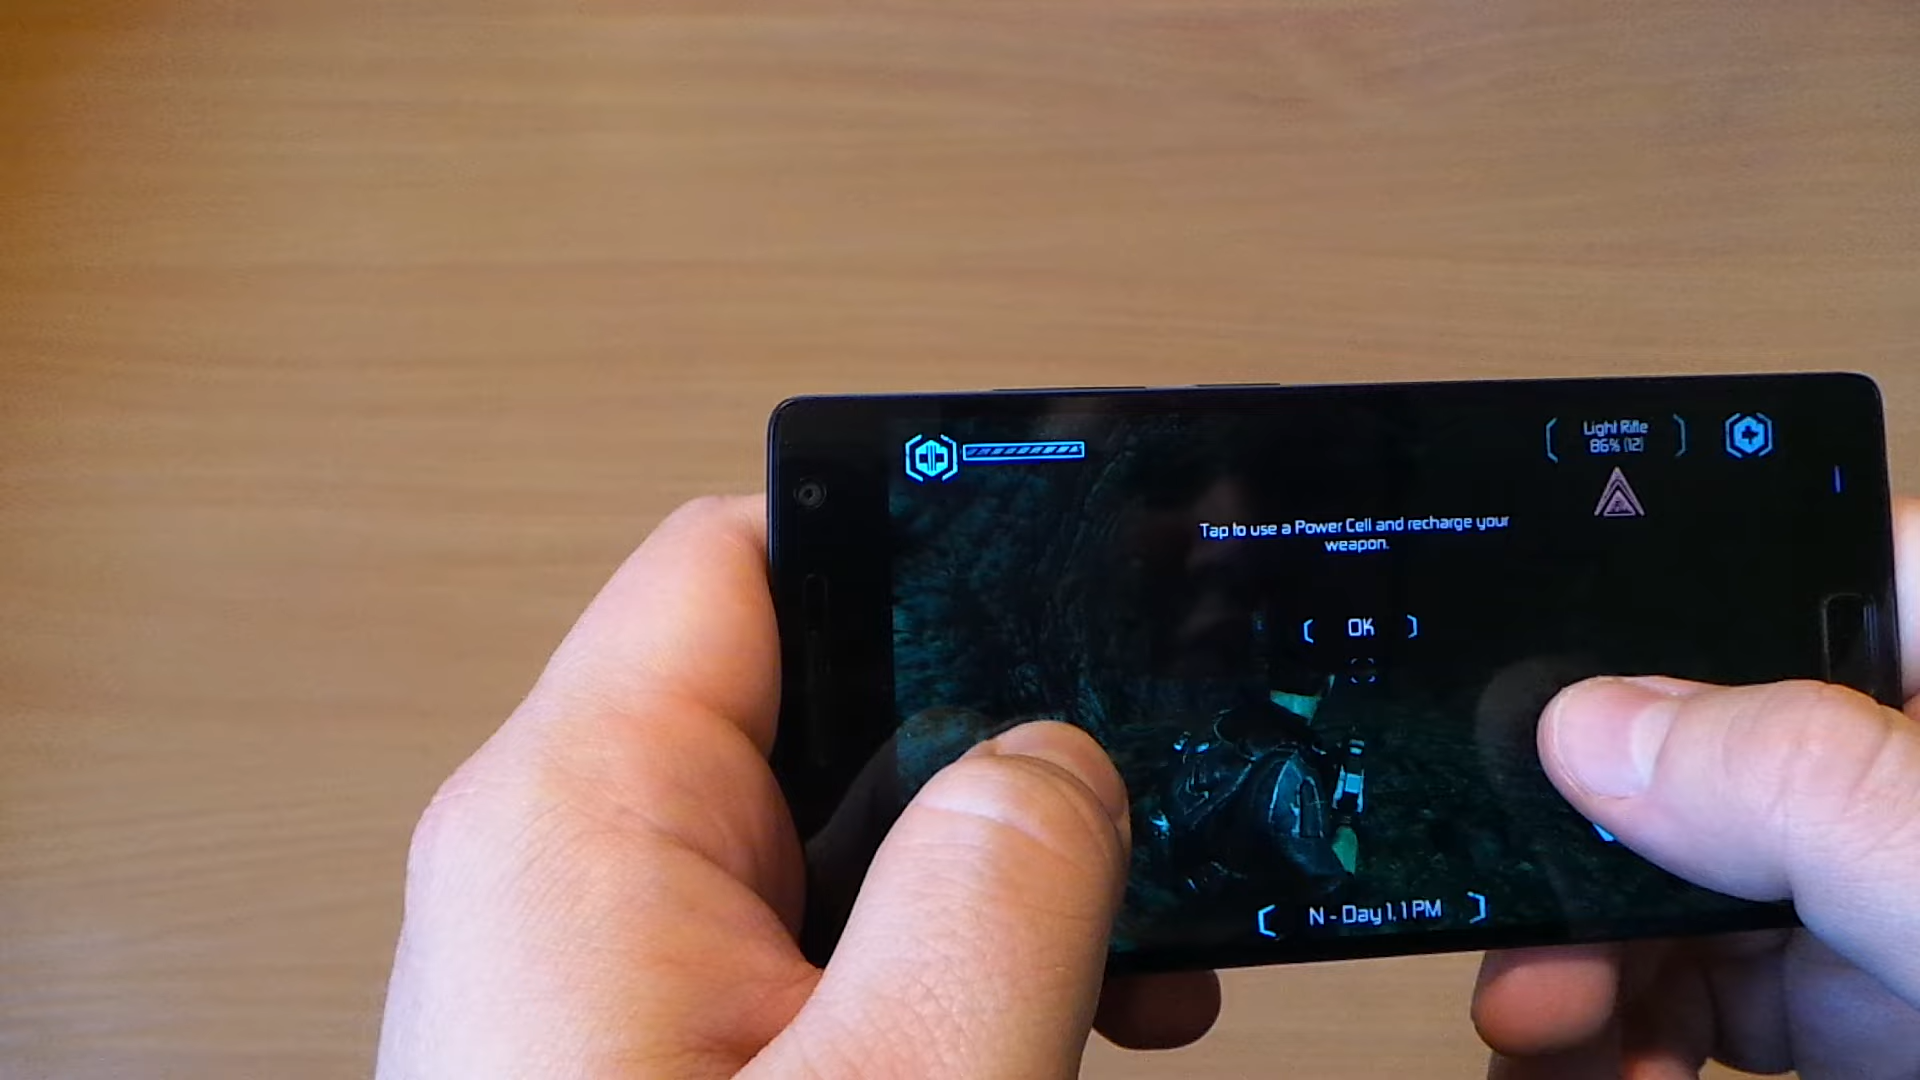 Light Rifle
86% (12)
Tap to use a Power Cell and recharge your
weapon.
OK
N - Day 1, 1 PM